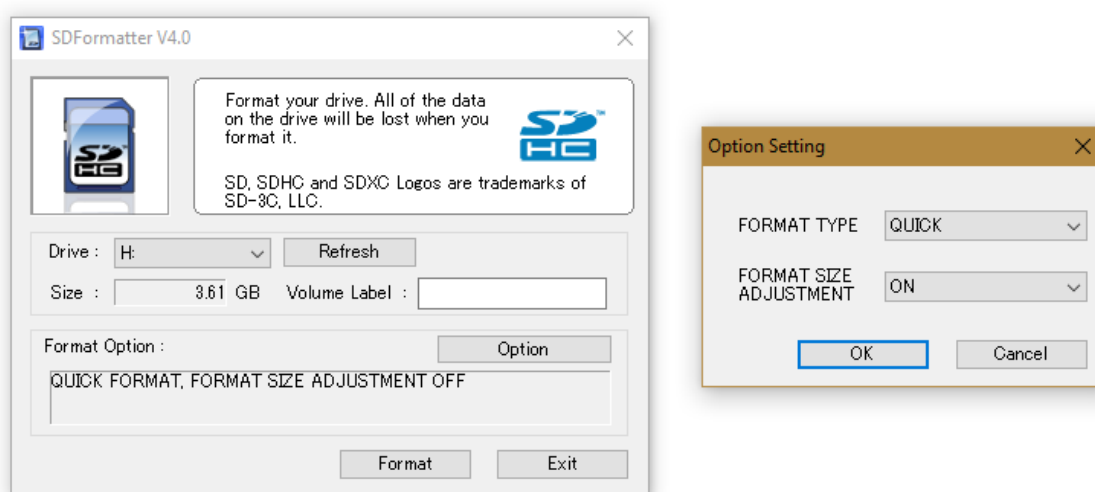 SDFormatter V4.0
SD
HC
Format your drive. All of the data
on the drive will be lost when you
format it.
SD, SDHC and SDXC Logos are trademarks of
SD-3C, LLC.
SD
HC
TM
Drive : H: Refresh
Size : 3.61 GB Volume Label :
Format Option :
Option
QUICK FORMAT, FORMAT SIZE ADJUSTMENT OFF
Format Exit
Option Setting
FORMAT TYPE QUICK
FORMAT SIZE
ADJUSTMENT ON
OK Cancel